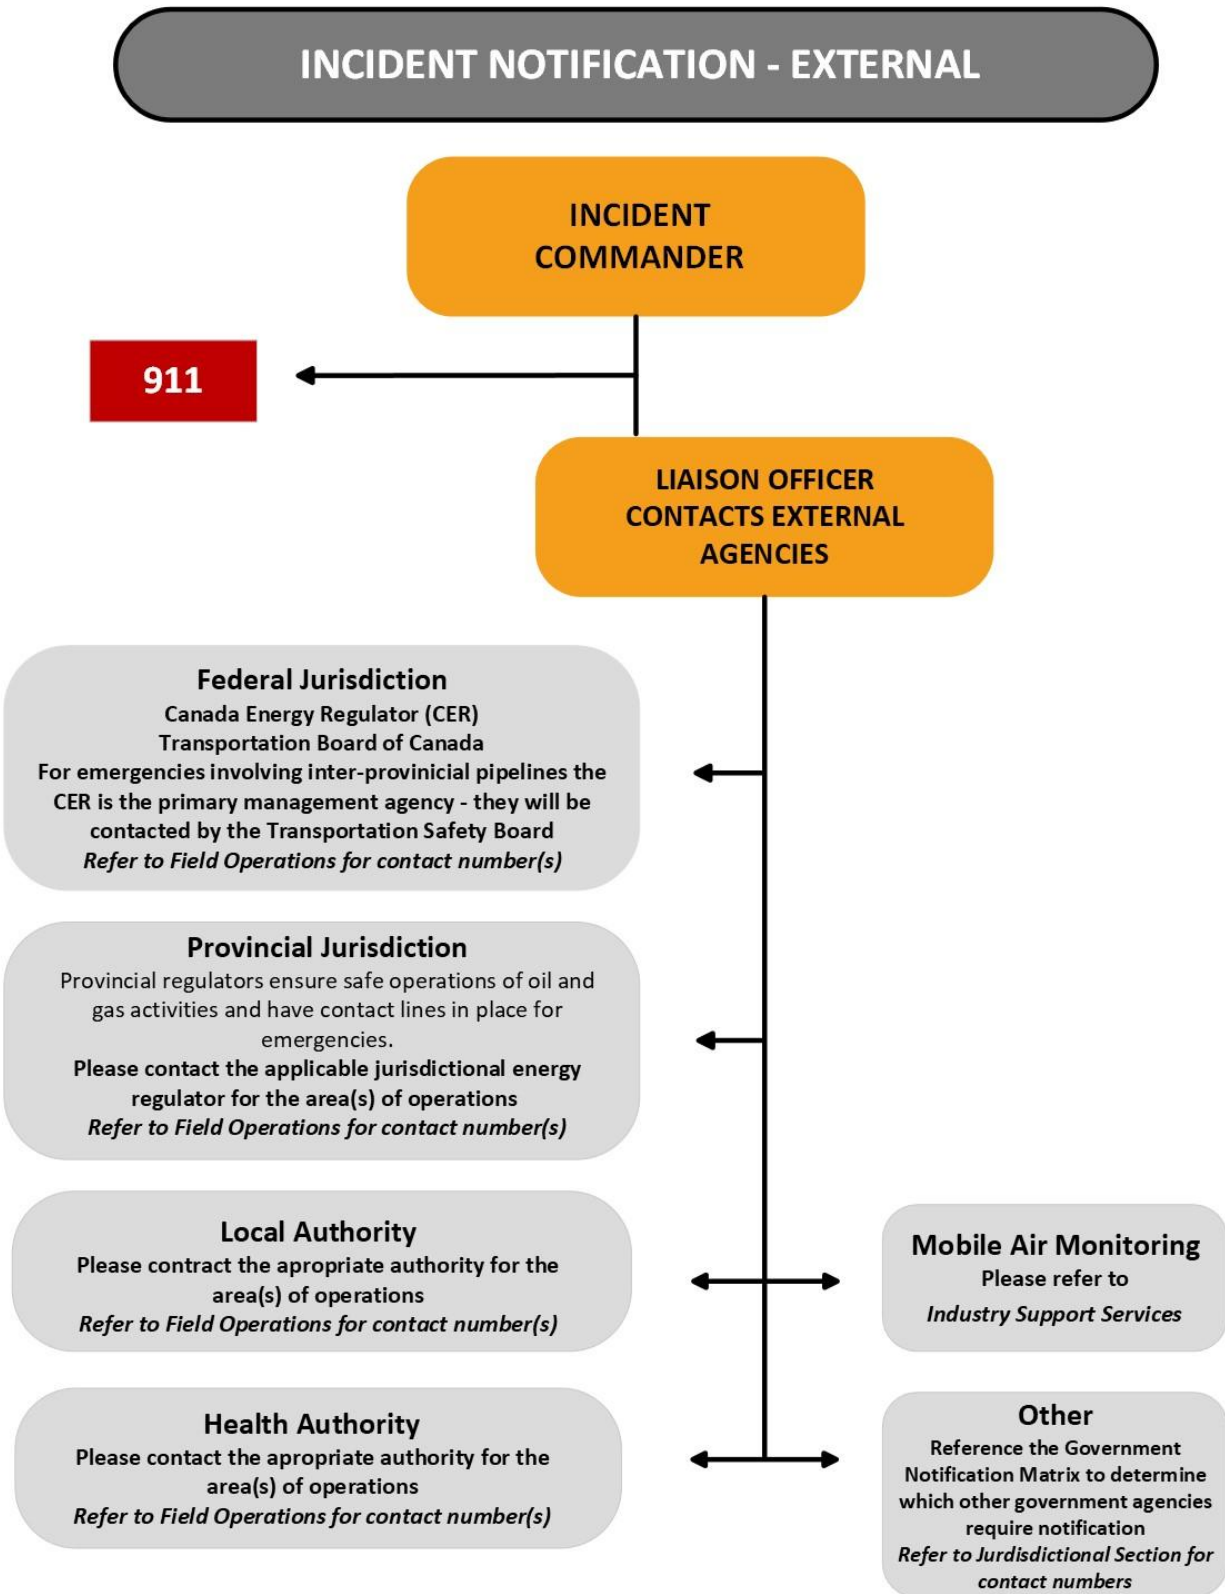 INCIDENT NOTIFICATION - EXTERNAL
INCIDENT
COMMANDER
911
LIAISON OFFICER
CONTACTS EXTERNAL
AGENCIES
Federal Jurisdiction
Canada Energy Regulator (CER)
Transportation Board of Canada
For emergencies involving inter-provinicial pipelines the
CER is the primary management agency - they will be
contacted by the Transportation Safety Board
Refer to Field Operations for contact number(s)
Provincial Jurisdiction
Provincial regulators ensure safe operations of oil and
gas activities and have contact lines in place for
emergencies.
Please contact the applicable jurisdictional energy
regulator for the area(s) of operations
Refer to Field Operations for contact number(s)
Local Authority
Please contract the apropriate authority for the
area(s) of operations
Refer to Field Operations for contact number(s)
Mobile Air Monitoring
Please refer to
Industry Support Services
Health Authority
Please contact the apropriate authority for the
area(s) of operations
Refer to Field Operations for contact number(s)
Other
Reference the Government
Notification Matrix to determine
which other government agencies
require notification
Refer to Jurdisdictional Section for
contact numbers